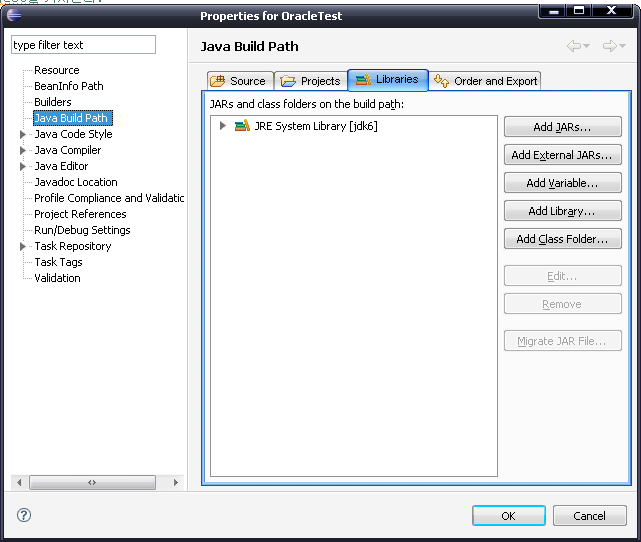 Properties for OracleTest
type filter text
Resource
BeanInfo Path
Builders
Java Build Path
Java Code Style
Java Compiler
Java Editor
Javadoc Location
Profile Compliance and Validatic
Project References
Run/Debug Settings
Task Repository
Task Tags
Validation
Java Build Path
Source
Projects
Libraries
Order and Export
JARs and class folders on the build path:
JRE System Library [jdk6]
Add JARs...
Add External JARs...
Add Variable...
Add Library...
Add Class Folder...
Edit...
Remove
Migrate JAR File...
OK
Cancel